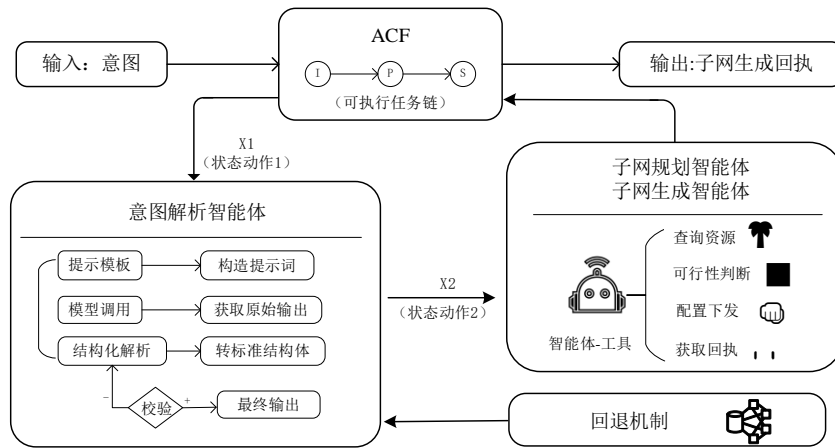 ACF
输入：意图
I P S
输出:子网生成回执
（可执行任务链）
X1
（状态动作1）
意图解析智能体
提示模板
构造提示词
模型调用
获取原始输出
结构化解析
转标准结构体
-
校验
+
最终输出
X2
（状态动作2）
子网规划智能体
子网生成智能体
查询资源
可行性判断
配置下发
获取回执
智能体-工具
回退机制